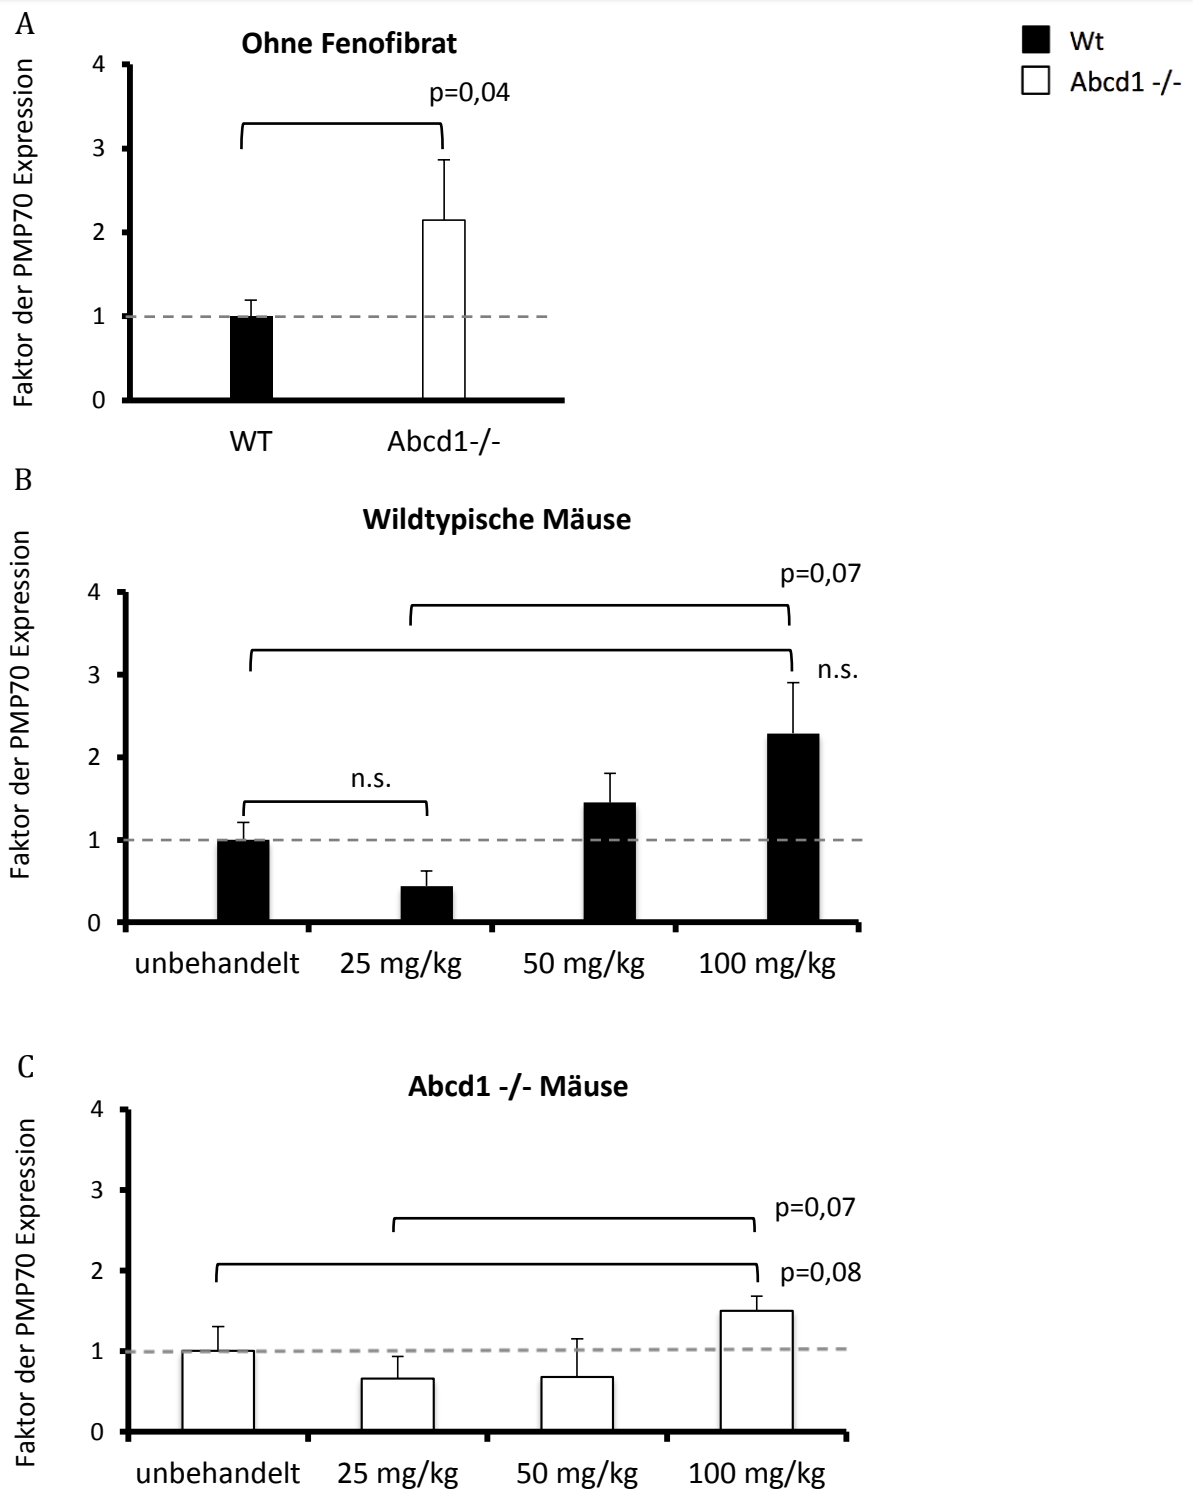 A
Ohne Fenofibrat
Wt
Abcd1 -/-
Faktor der PMP70 Expression
4
3
2
1
0
p=0,04
WT
Abcd1-/-
B
Wildtypische Mäuse
Faktor der PMP70 Expression
4
3
2
1
0
p=0,07
n.s.
n.s.
unbehandelt
25 mg/kg
50 mg/kg
100 mg/kg
C
Abcd1 -/- Mäuse
Faktor der PMP70 Expression
4
3
2
1
0
p=0,07
p=0,08
unbehandelt
25 mg/kg
50 mg/kg
100 mg/kg